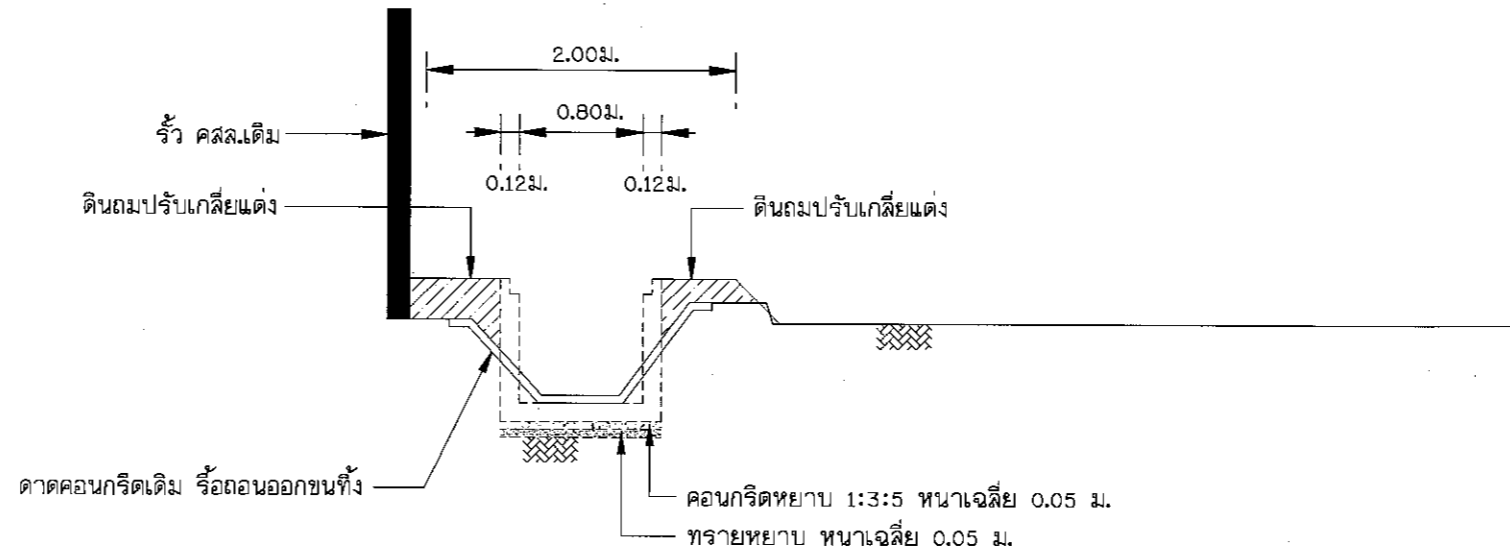 2.00ม.
0.80ม.
รั้ว คสล.เดิม
0.12ม.
0.12ม.
ดินถมปรับเกลี่ยแต่ง
ดินถมปรับเกลี่ยแต่ง
ดาดคอนกรีตเดิม รื้อถอนออกขนทิ้ง
คอนกรีตหยาบ 1:3:5 หนาเฉลี่ย 0.05 ม.
ทรายหยาบ หนาเฉลี่ย 0.05 ม.